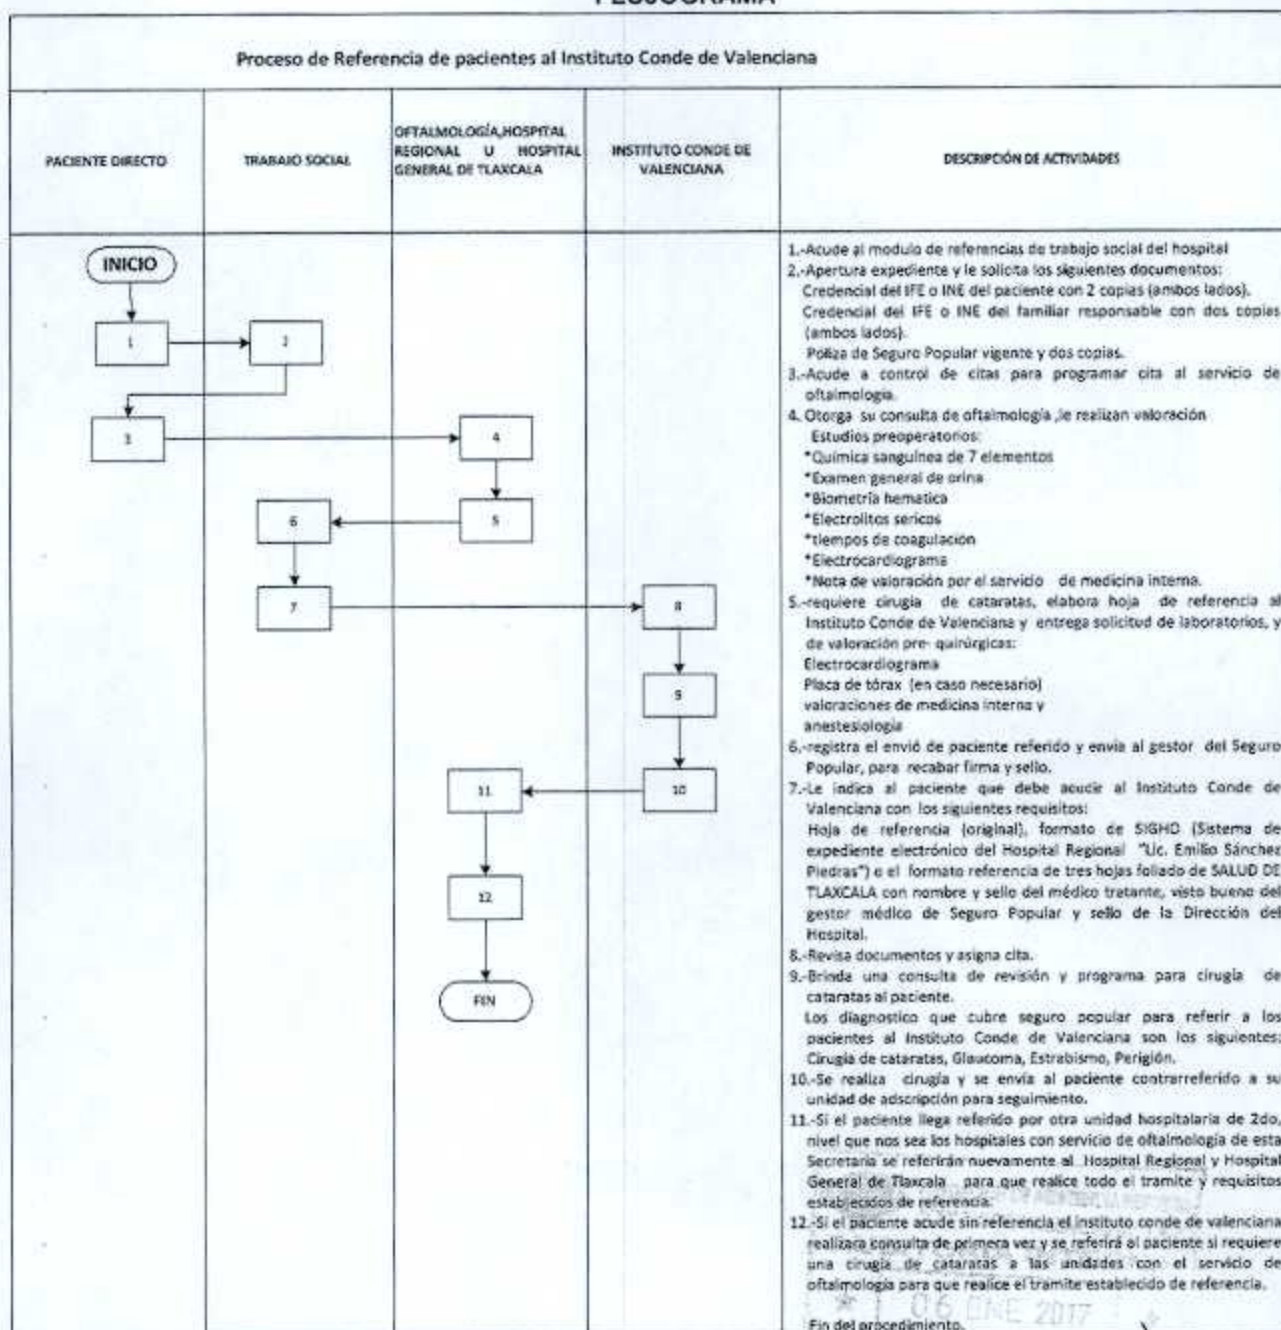 Proceso de Referencia de pacientes al Instituto Conde de Valenciana
PACIENTE DIRECTO
TRABAJO SOCIAL
OFTALMOLOGÍA,HOSPITAL
REGIONAL U HOSPITAL
GENERAL DE TLAXCALA
INSTITUTO CONDE DE
VALENCIANA
DESCRIPCIÓN DE ACTIVIDADES
INICIO
1
2
3
4
5
6
7
8
9
10
11
12
FIN
1.-Acude al modulo de referencias de trabajo social del hospital
2.-Apertura expediente y le solicita los siguientes documentos:
Credencial del IFE o INE del paciente con 2 copias (ambos lados).
Credencial del IFE o INE del familiar responsable con dos copias
(ambos lados).
Poliza de Seguro Popular vigente y dos copias.
3.-Acude a control de citas para programar cita al servicio de
oftalmologia.
4. Otorga su consulta de oftalmologia ,le realizan valoración
Estudios preoperatorios:
*Quimica sanguínea de 7 elementos
*Examen general de orina
*Biometría hematica
*Electrolitos sericos
*tiempos de coagulación
*Electrocardiograma
*Nota de valoración por el servicio de medicina interna.
5.-requiere cirugia de cataratas, elabora hoja de referencia al
Instituto Conde de Valenciana y entrega solicitud de laboratorios, y
de valoración pre- quirúrgicas:
Electrocardiograma
Placa de tórax (en caso necesario)
valoraciones de medicina interna y
anestesiologia
6.-registra el envió de paciente referido y envia al gestor del Seguro
Popular, para recabar firma y sello.
7.-Le indica al paciente que debe acudir al Instituto Conde de
Valenciana con los siguientes requisitos:
Hoja de referencia (original), formato de SIGHO (Sistema de
expediente electrónico del Hospital Regional "Lic. Emilio Sánchez
Piedras") o el formato referencia de tres hojas foliado de SALUD DE
TLAXCALA con nombre y sello del médico tratante, visto bueno del
gestor médico de Seguro Popular y sello de la Dirección del
Hospital.
8.-Revisa documentos y asigna cita.
9.-Brinda una consulta de revisión y programa para cirugia de
cataratas al paciente.
Los diagnostico que cubre seguro popular para referir a los
pacientes al Instituto Conde de Valenciana son los siguientes:
Cirugia de cataratas, Glaucoma, Estrabismo, Perigión.
10.-Se realiza cirugía y se envía al paciente contrarreferido a su
unidad de adscripción para seguimiento.
11.-Si el paciente llega referido por otra unidad hospitalaria de 2do,
nivel que nos sea los hospitales con servicio de oftalmologia de esta
Secretaria se referirán nuevamente al Hospital Regional y Hospital
General de Tlaxcala para que realice todo el tramite y requisitos
establecidos de referencia.
12.-Si el paciente acude sin referencia el instituto conde de valenciana
realizara consulta de primera vez y se referirá al paciente si requiere
una cirugía de cataratas a las unidades con el servicio de
oftalmologia para que realice el tramite establecido de referencia.
06 ENE 2017
Fin del procedimiento.